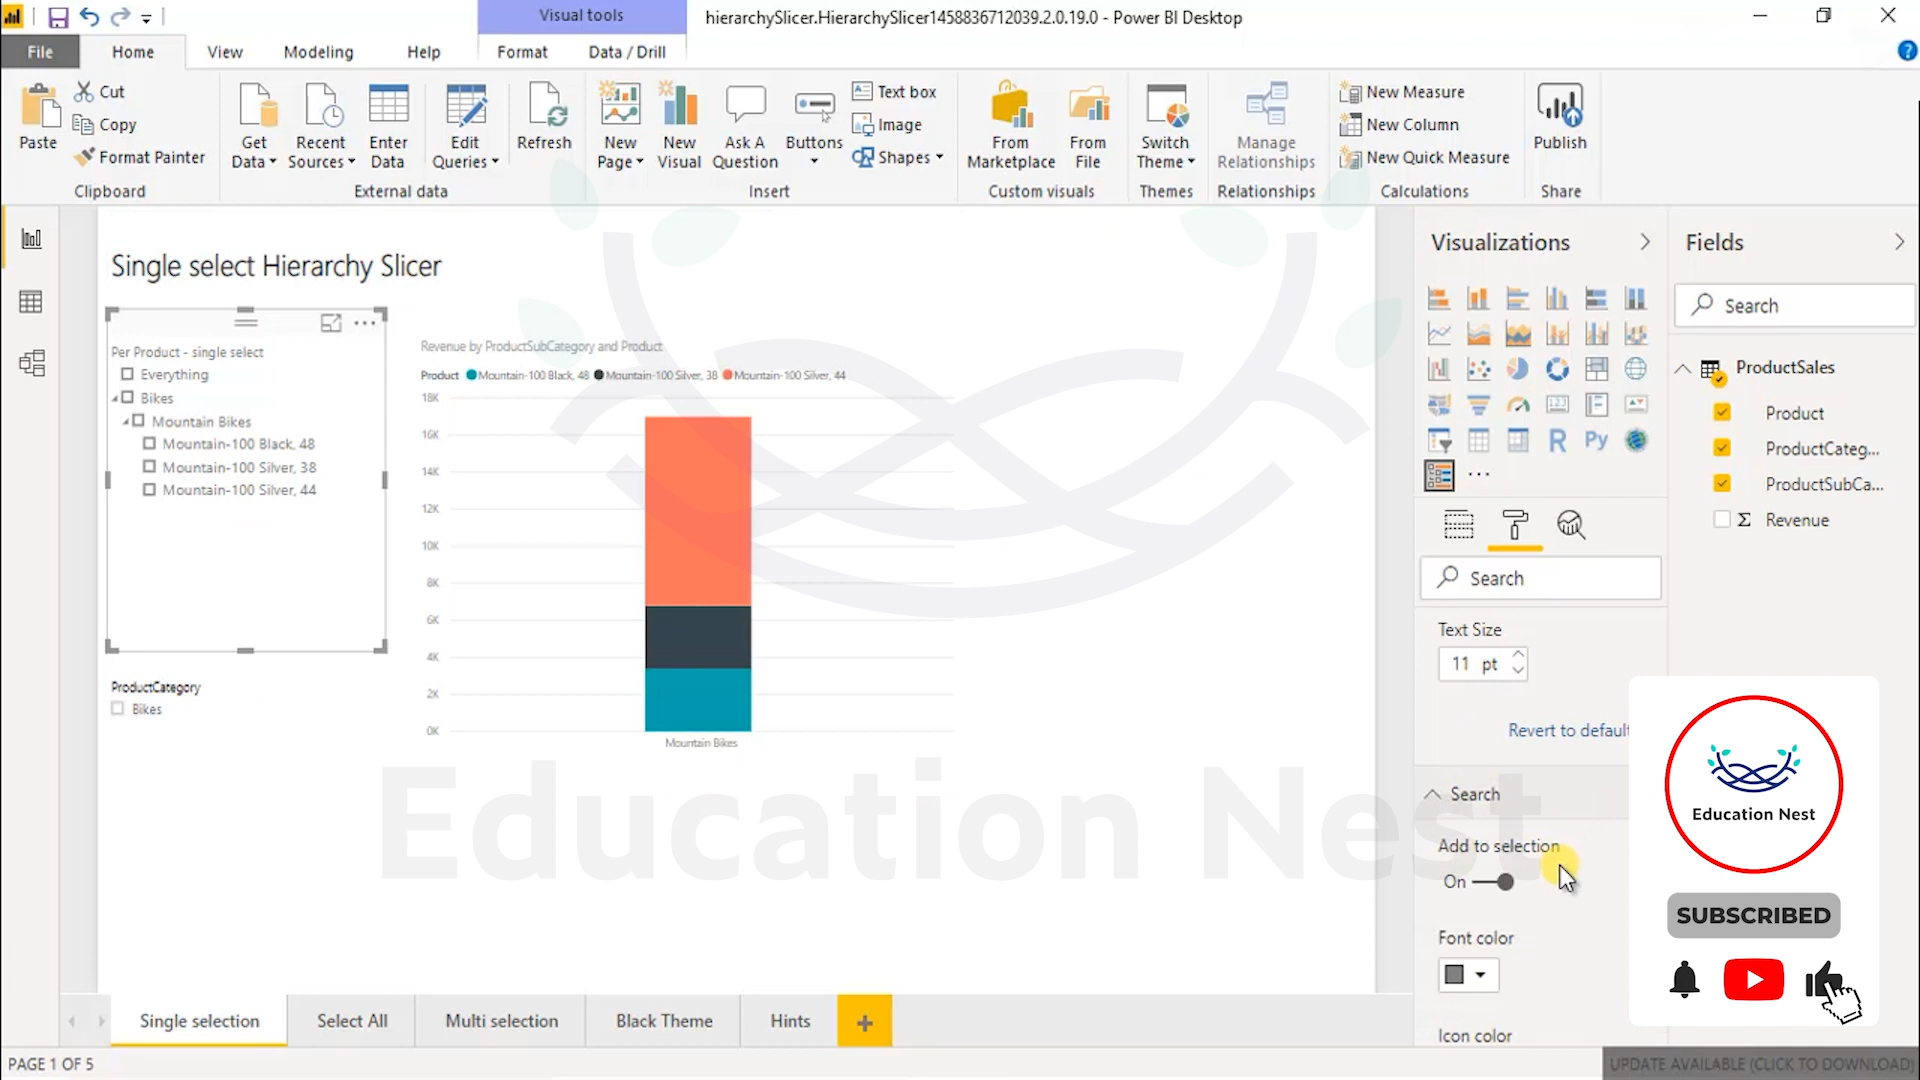 Visual tools
hierarchySlicer.HierarchySlicer1458836712039.2.0.19.0 - Power BI Desktop
File Home View Modeling Help Format Data / Drill
Paste
Cut
Copy
Format Painter
Clipboard
Get Data
Recent Sources
Enter Data
Edit Queries
Refresh
External data
New Page
New Visual
Ask A Question
Buttons
Text box
Image
Shapes
Insert
From Marketplace
From File
Custom visuals
Switch Theme
Themes
Manage Relationships
Relationships
New Measure
New Column
New Quick Measure
Calculations
Publish
Share
Single select Hierarchy Slicer
Per Product - single select
Everything
Bikes
Mountain Bikes
Mountain-100 Black, 48
Mountain-100 Silver, 38
Mountain-100 Silver, 44
ProductCategory
Bikes
Revenue by ProductSubCategory and Product
Product Mountain-100 Black, 48 Mountain-100 Silver, 38 Mountain-100 Silver, 44
18K
16K
14K
12K
10K
8K
6K
4K
2K
0K
Mountain Bikes
Education Nest
Visualizations
R Py
Search
Text Size
11 pt
Revert to default
Search
Add to selection
On
Font color
Icon color
Fields
Search
ProductSales
Product
ProductCateg...
ProductSubCa...
Σ Revenue
Education Nest
SUBSCRIBED
Single selection Select All Multi selection Black Theme Hints +
PAGE 1 OF 5
UPDATE AVAILABLE (CLICK TO DOWNLOAD)